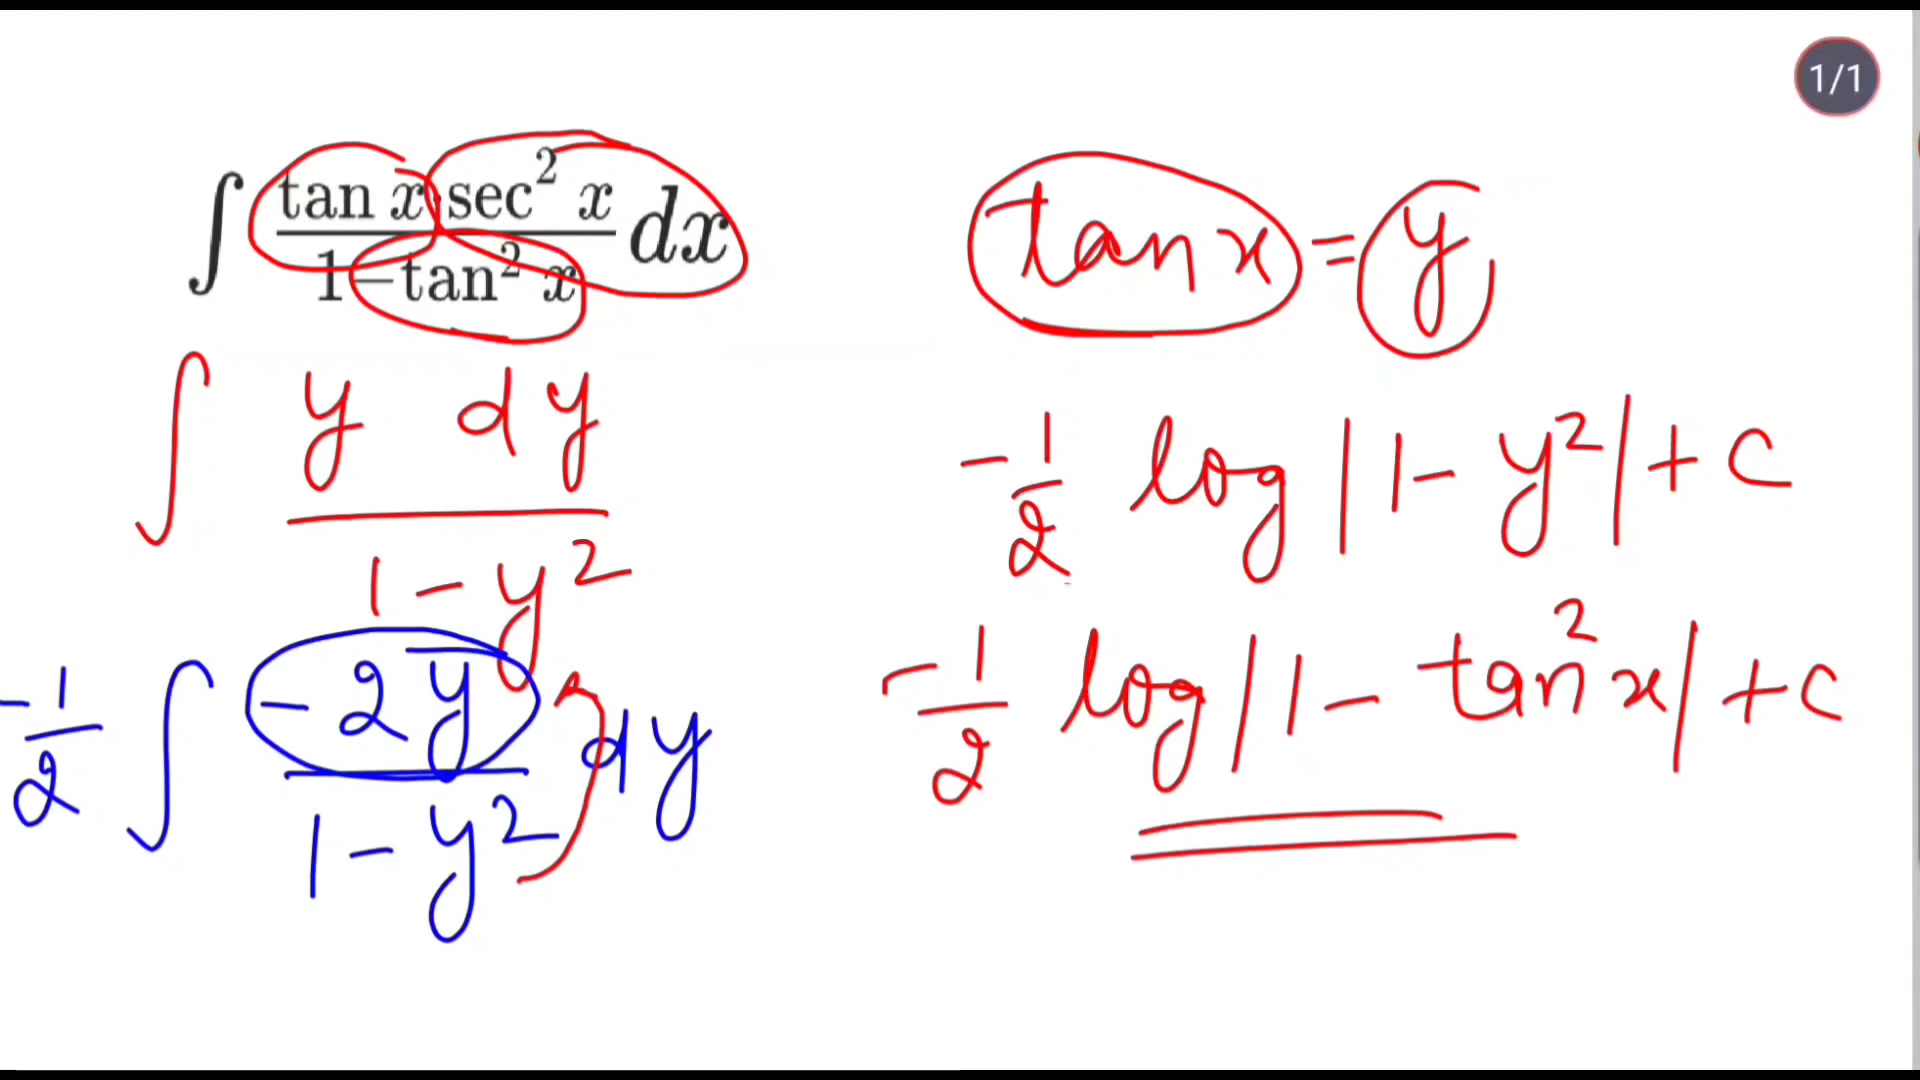 1/1
∫ tan x sec² x / 1 − tan² x dx
tan x = y
∫ y dy / 1 − y²
-1/2 log |1 − y²| + c
-1/2 ∫ −2y / 1 − y² dy
-1/2 log |1 − tan² x| + c